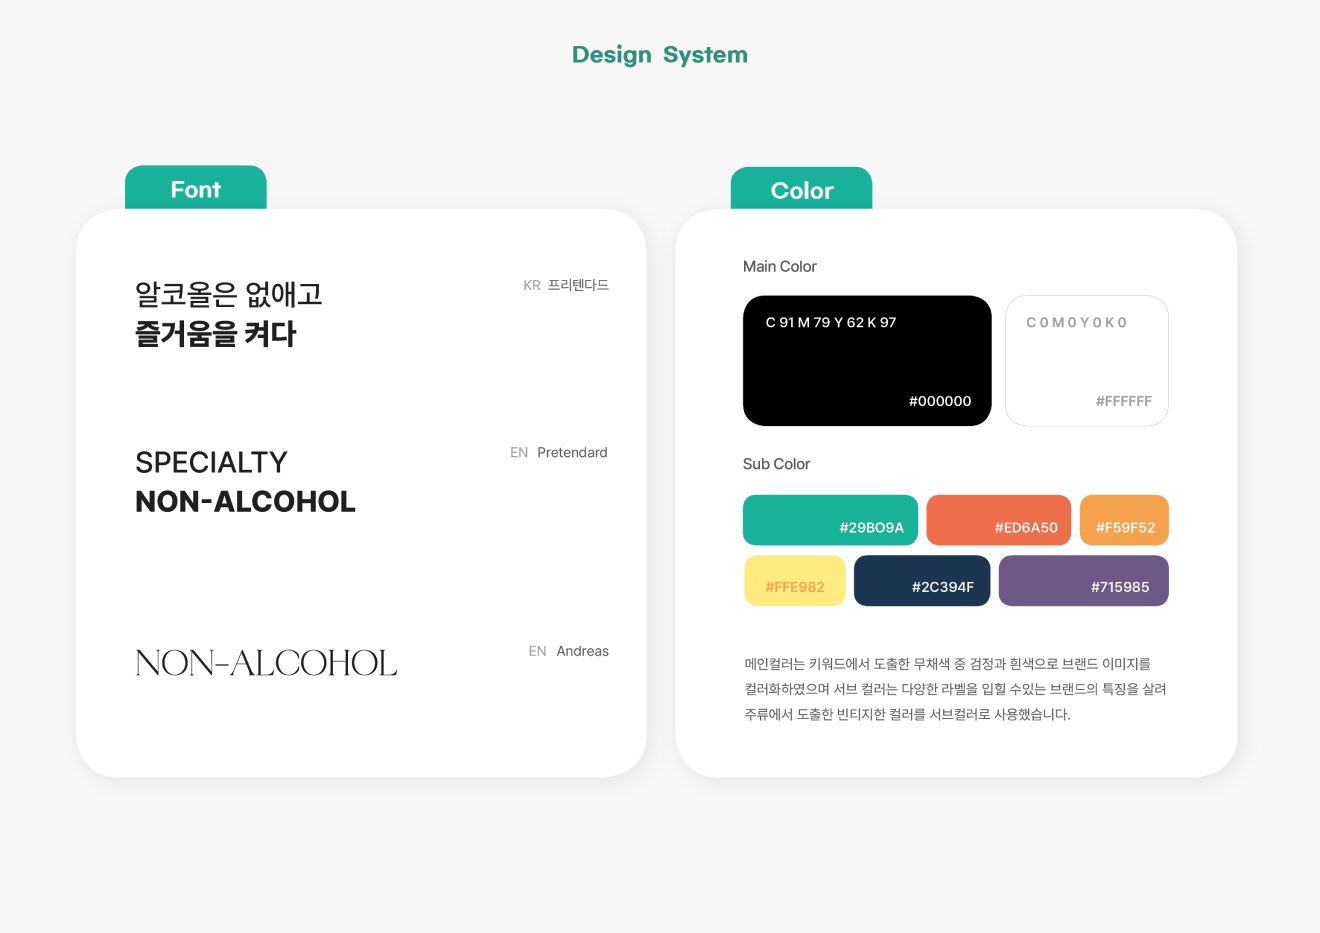 Design System
Font
알코올은 없애고
즐거움을 켜다
KR 프리텐다드
SPECIALTY
NON-ALCOHOL
EN Pretendard
NON-ALCOHOL
EN Andreas
Color
Main Color
C 91 M 79 Y 62 K 97
#000000
C 0 M 0 Y 0 K 0
#FFFFFF
Sub Color
#29BO9A
#ED6A50
#F59F52
#FFE982
#2C394F
#715985
메인컬러는 키워드에서 도출한 무채색 중 검정과 흰색으로 브랜드 이미지를
컬러화하였으며 서브 컬러는 다양한 라벨을 입힐 수있는 브랜드의 특징을 살려
주류에서 도출한 빈티지한 컬러를 서브컬러로 사용했습니다.